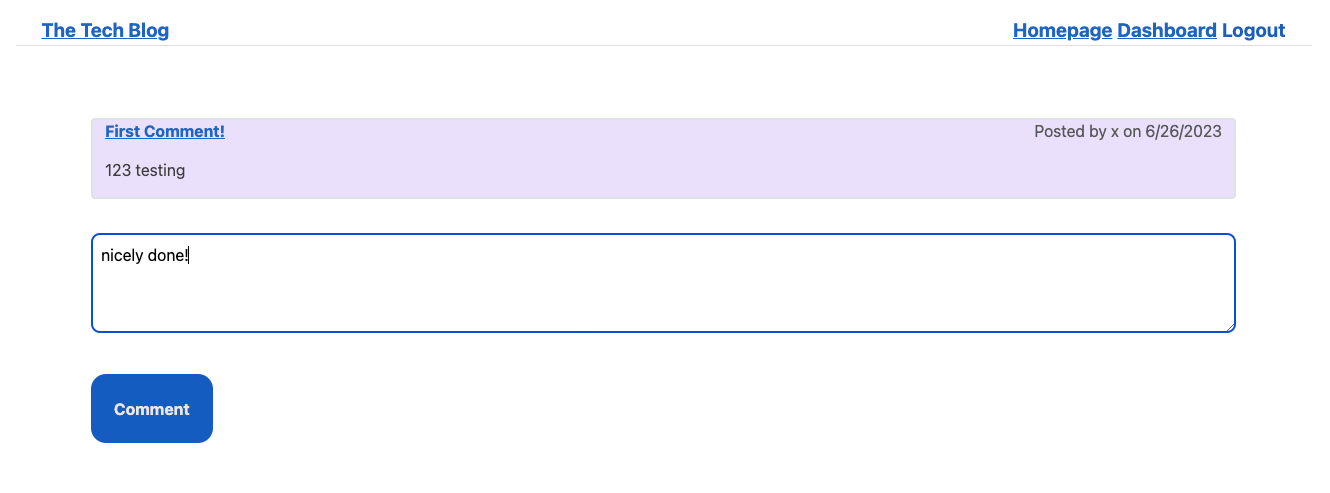 The Tech Blog Homepage Dashboard Logout
First Comment! Posted by x on 6/26/2023
123 testing
nicely done!
Comment